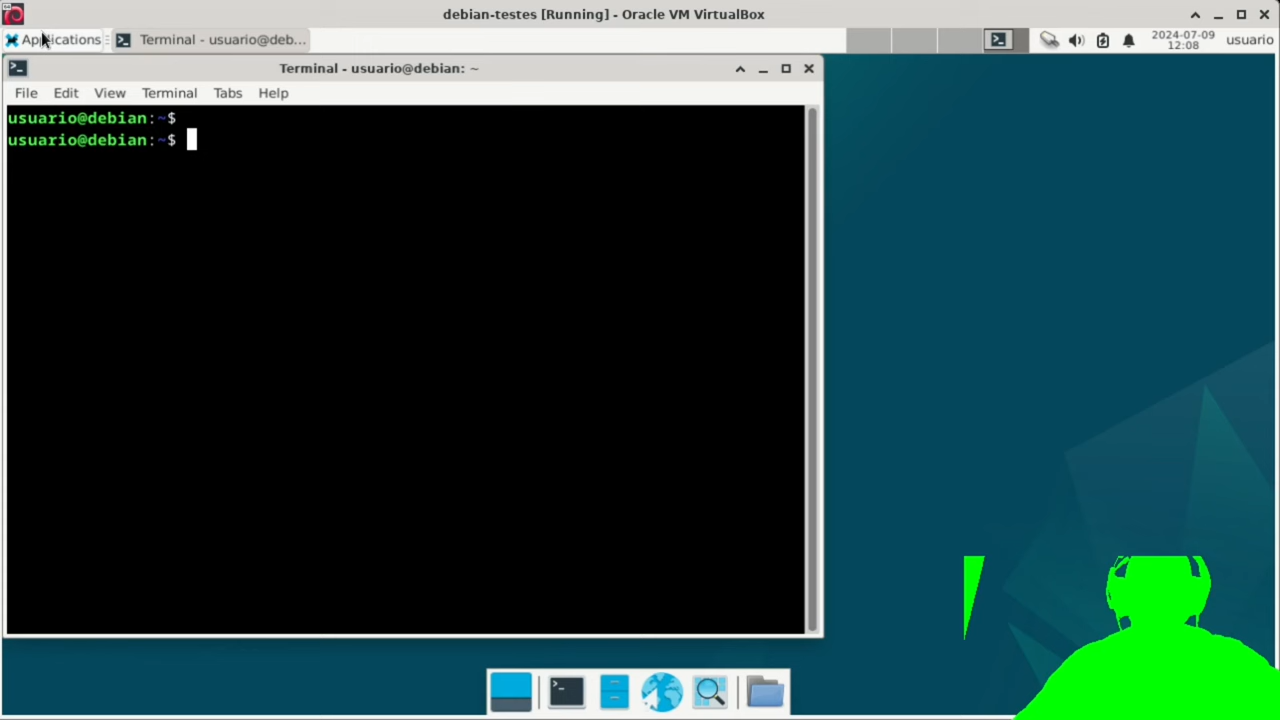 debian-testes [Running] - Oracle VM VirtualBox
Applications
Terminal - usuario@deb...
2024-07-09
12:08
usuario
Terminal - usuario@debian: ~
File Edit View Terminal Tabs Help
usuario@debian:~$
usuario@debian:~$